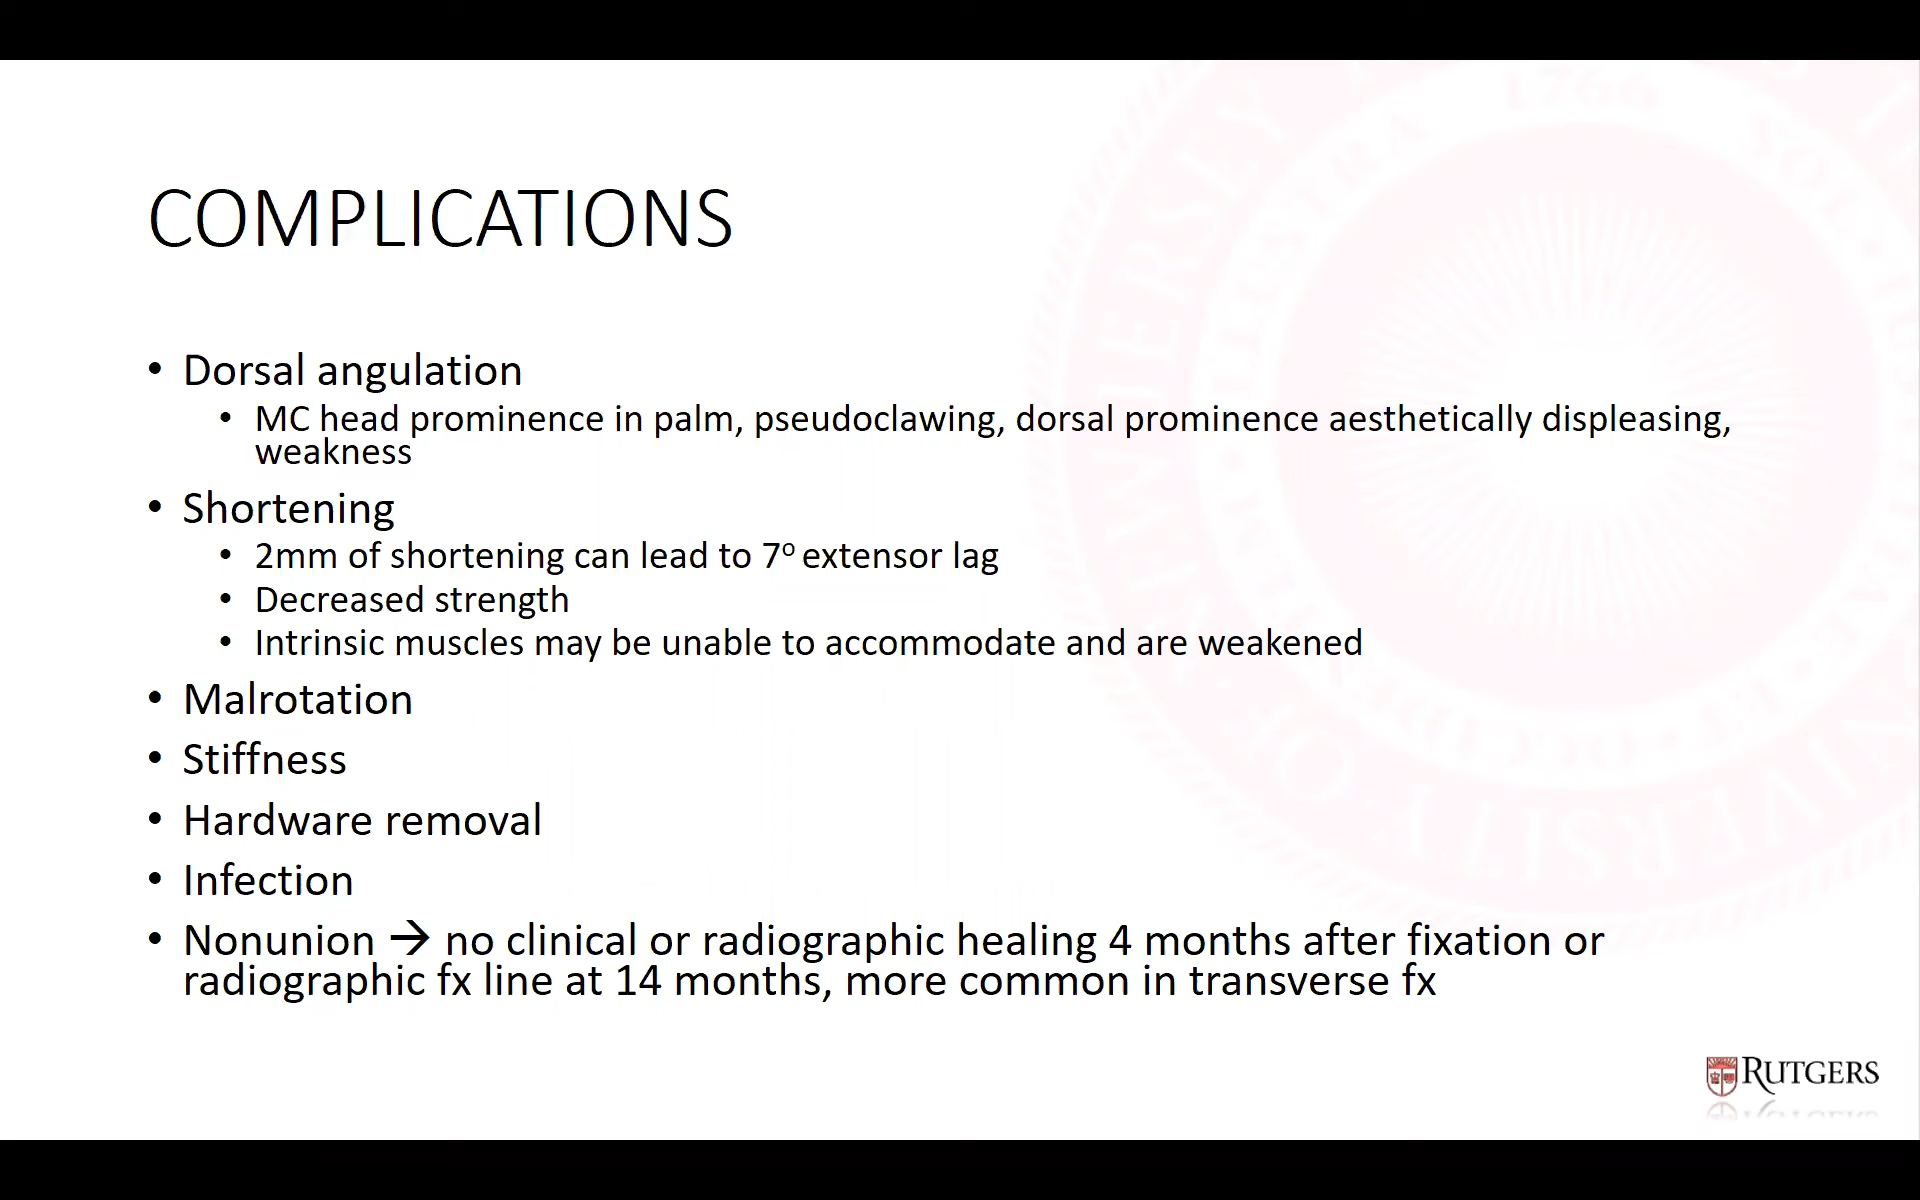 COMPLICATIONS
• Dorsal angulation
• MC head prominence in palm, pseudoclawing, dorsal prominence aesthetically displeasing,
weakness
• Shortening
• 2mm of shortening can lead to 7º extensor lag
• Decreased strength
• Intrinsic muscles may be unable to accommodate and are weakened
• Malrotation
• Stiffness
• Hardware removal
• Infection
• Nonunion → no clinical or radiographic healing 4 months after fixation or
radiographic fx line at 14 months, more common in transverse fx
RUTGERS
1766